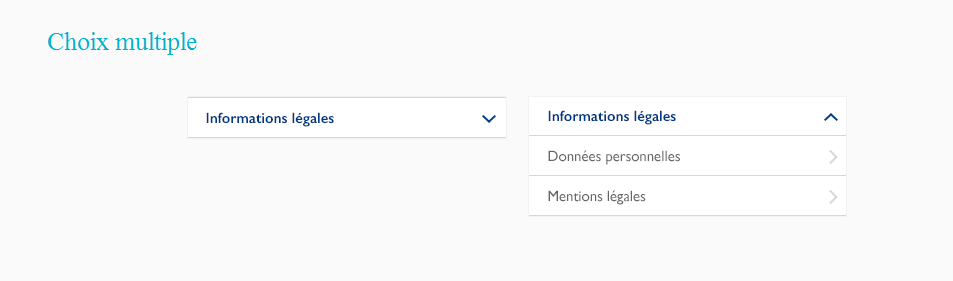 Choix multiple
Informations légales
Informations légales
Données personnelles
Mentions légales